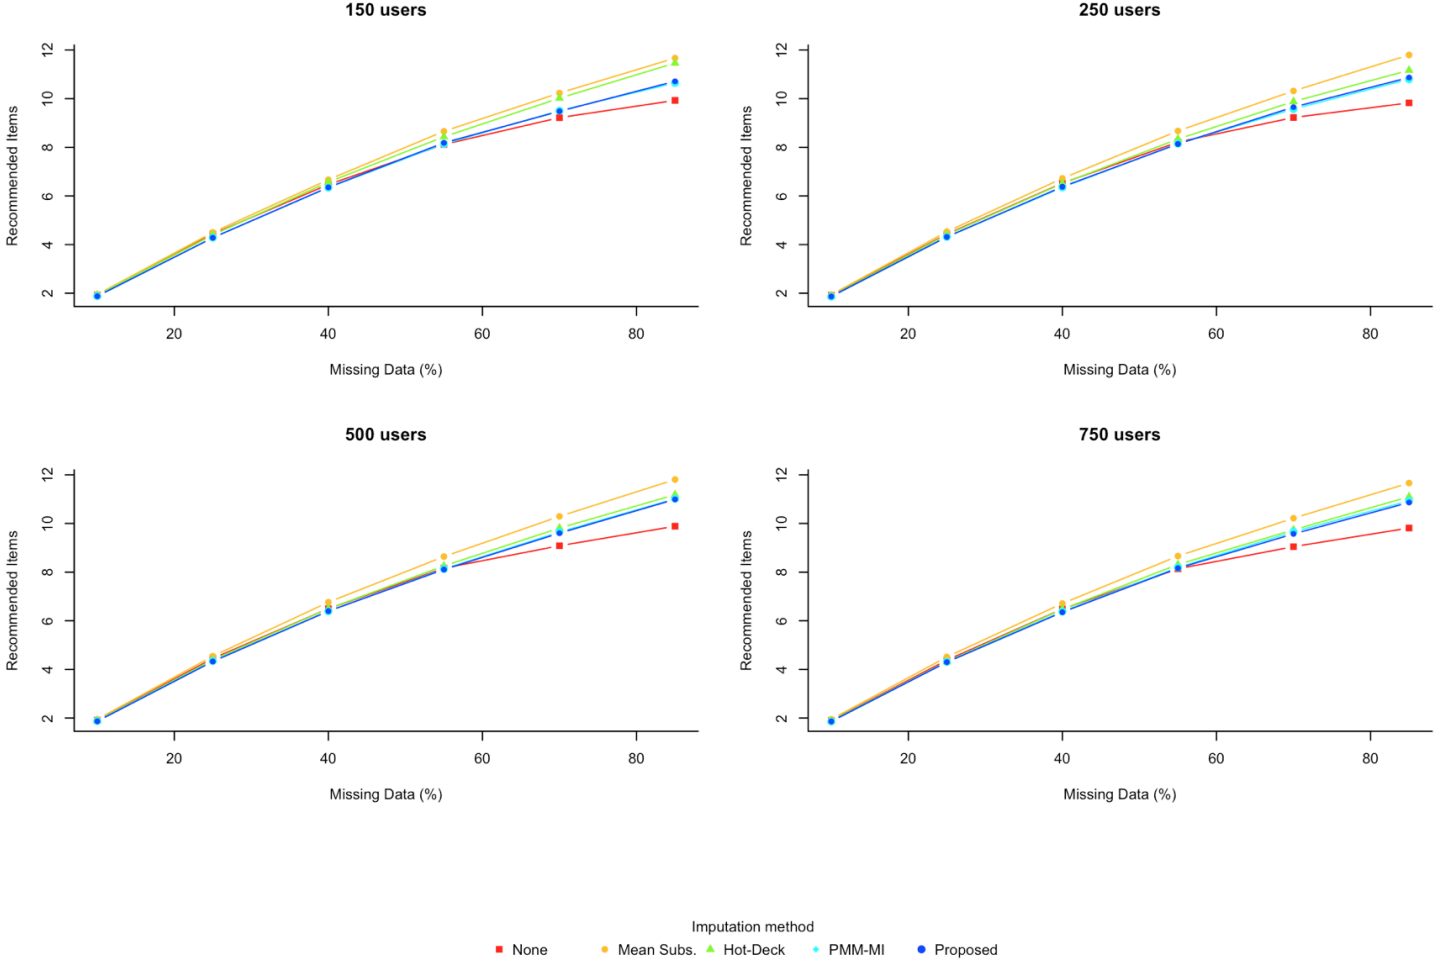 150 users
12
10
8
6
4
2
Recommended Items
20 40 60 80
Missing Data (%)
250 users
12
10
8
6
4
2
Recommended Items
20 40 60 80
Missing Data (%)
500 users
12
10
8
6
4
2
Recommended Items
20 40 60 80
Missing Data (%)
750 users
12
10
8
6
4
2
Recommended Items
20 40 60 80
Missing Data (%)
Imputation method
None Mean Subs. Hot-Deck PMM-MI Proposed